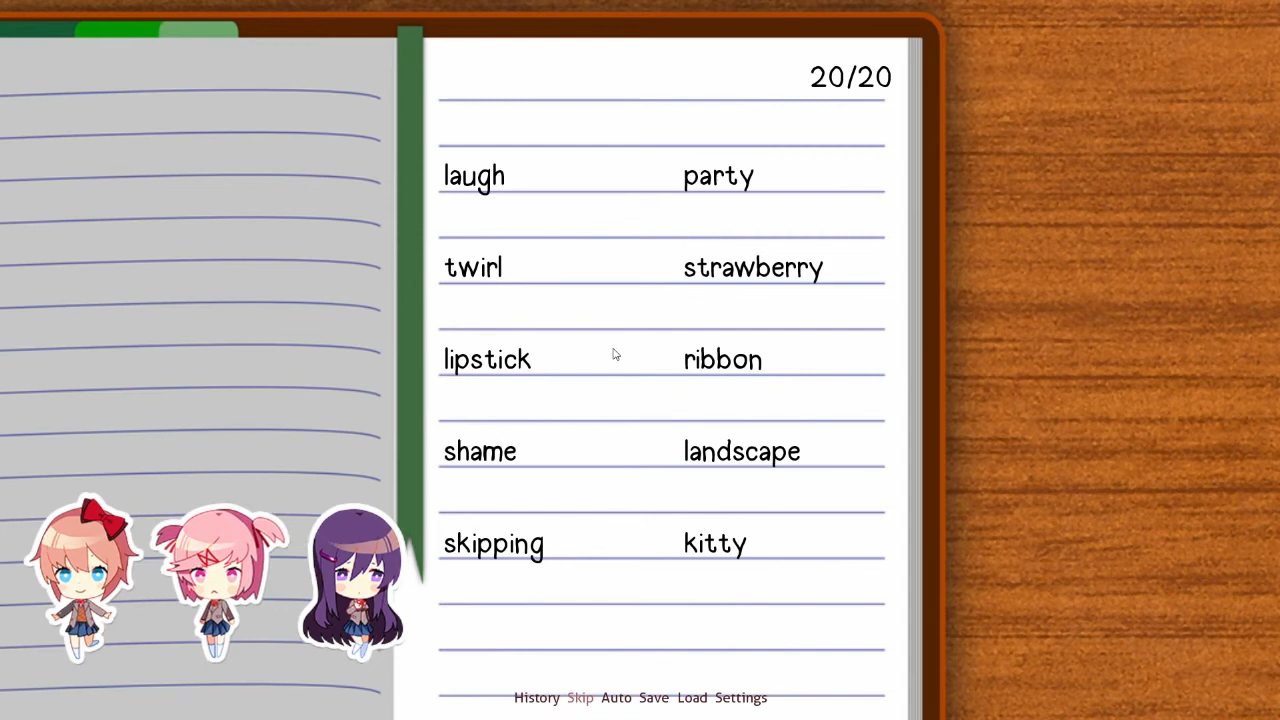 20/20
laugh party
twirl strawberry
lipstick ribbon
shame landscape
skipping kitty
History Skip Auto Save Load Settings